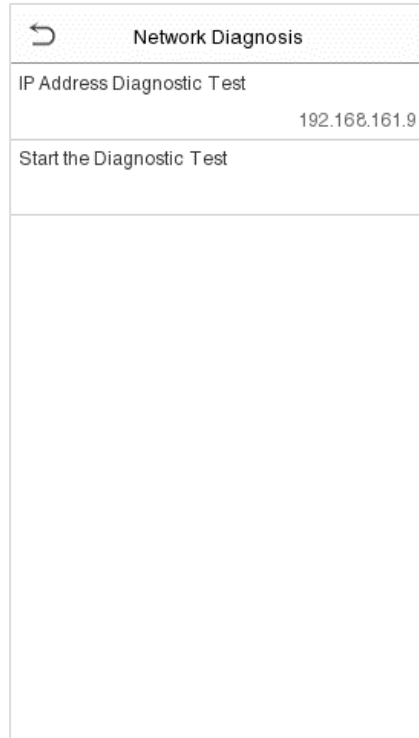 Network Diagnosis
IP Address Diagnostic Test
192.168.161.9
Start the Diagnostic Test